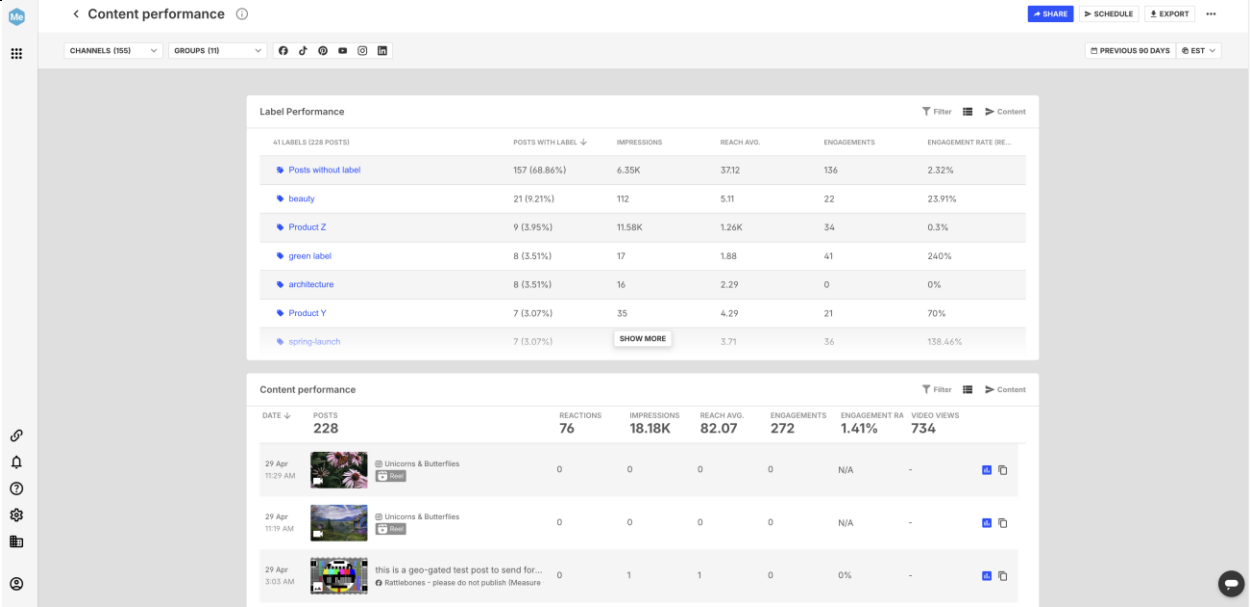 Me
Content performance
SHARE
SCHEDULE
EXPORT
CHANNELS (155)
GROUPS (11)
PREVIOUS 90 DAYS
EST
Label Performance
Filter
Content
41 LABELS (228 POSTS) POSTS WITH LABEL IMPRESSIONS REACH AVG. ENGAGEMENTS ENGAGEMENT RATE (RE...
Posts without label 157 (68.86%) 6.35K 37.12 136 2.32%
beauty 21 (9.21%) 112 5.11 22 23.91%
Product Z 9 (3.95%) 11.58K 1.26K 34 0.3%
green label 8 (3.51%) 17 1.88 41 240%
architecture 8 (3.51%) 16 2.29 0 0%
Product Y 7 (3.07%) 35 4.29 21 70%
spring-launch 7 (3.07%) 3.71 36 138.46%
SHOW MORE
Content performance
Filter
Content
DATE POSTS REACTIONS IMPRESSIONS REACH AVG. ENGAGEMENTS ENGAGEMENT RA VIDEO VIEWS
228 76 18.18K 82.07 272 1.41% 734
29 Apr
11:29 AM
Unicorns & Butterflies
Reel
0 0 0 0 N/A -
29 Apr
11:19 AM
Unicorns & Butterflies
Reel
0 0 0 0 N/A -
29 Apr
3:03 AM
this is a geo-gated test post to send for...
Rattlebones - please do not publish (Measure
0 1 1 0 0% -